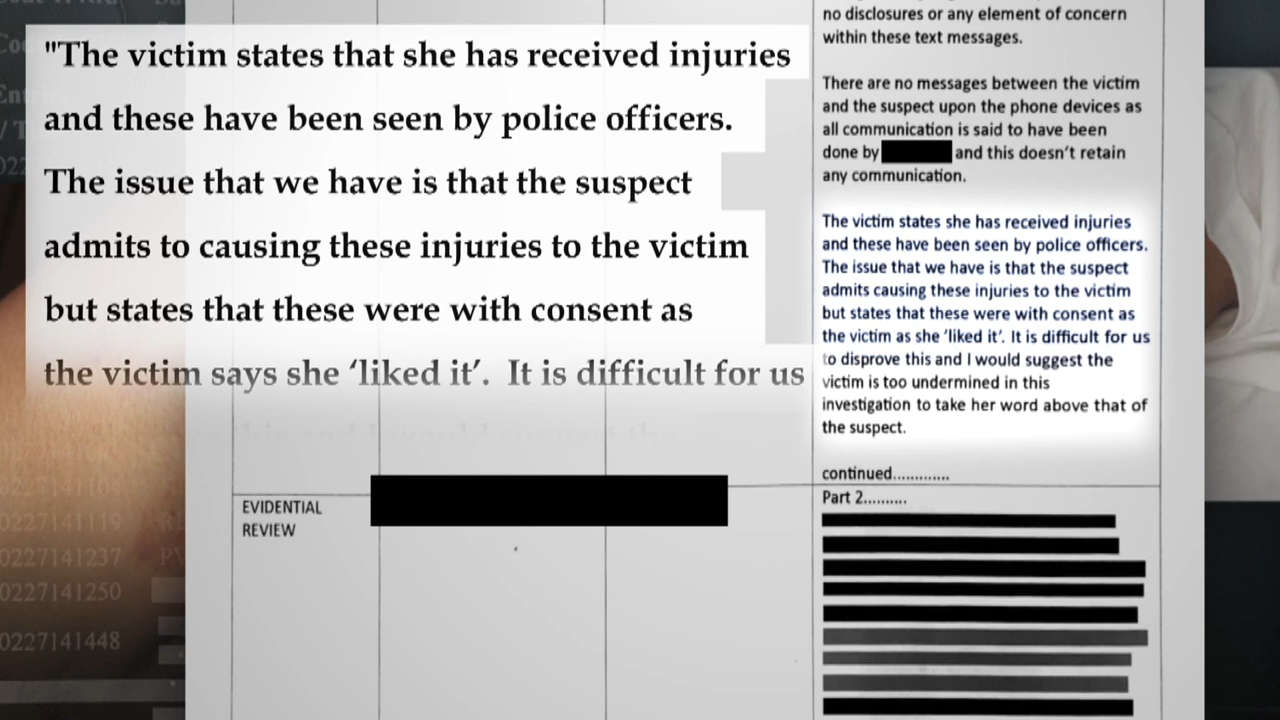 "The victim states that she has received injuries
and these have been seen by police officers.
The issue that we have is that the suspect
admits to causing these injuries to the victim
but states that these were with consent as
the victim says she ‘liked it’. It is difficult for us
no disclosures or any element of concern
within these text messages.
There are no messages between the victim
and the suspect upon the phone devices as
all communication is said to have been
done by and this doesn’t retain
any communication.
The victim states she has received injuries
and these have been seen by police officers.
The issue that we have is that the suspect
admits causing these injuries to the victim
but states that these were with consent as
the victim as she ‘liked it’. It is difficult for us
to disprove this and I would suggest the
victim is too undermined in this
investigation to take her word above that of
the suspect.
continued.............
Part 2..........
EVIDENTIAL
REVIEW
0227141119
0227141237
0227141250
0227141448